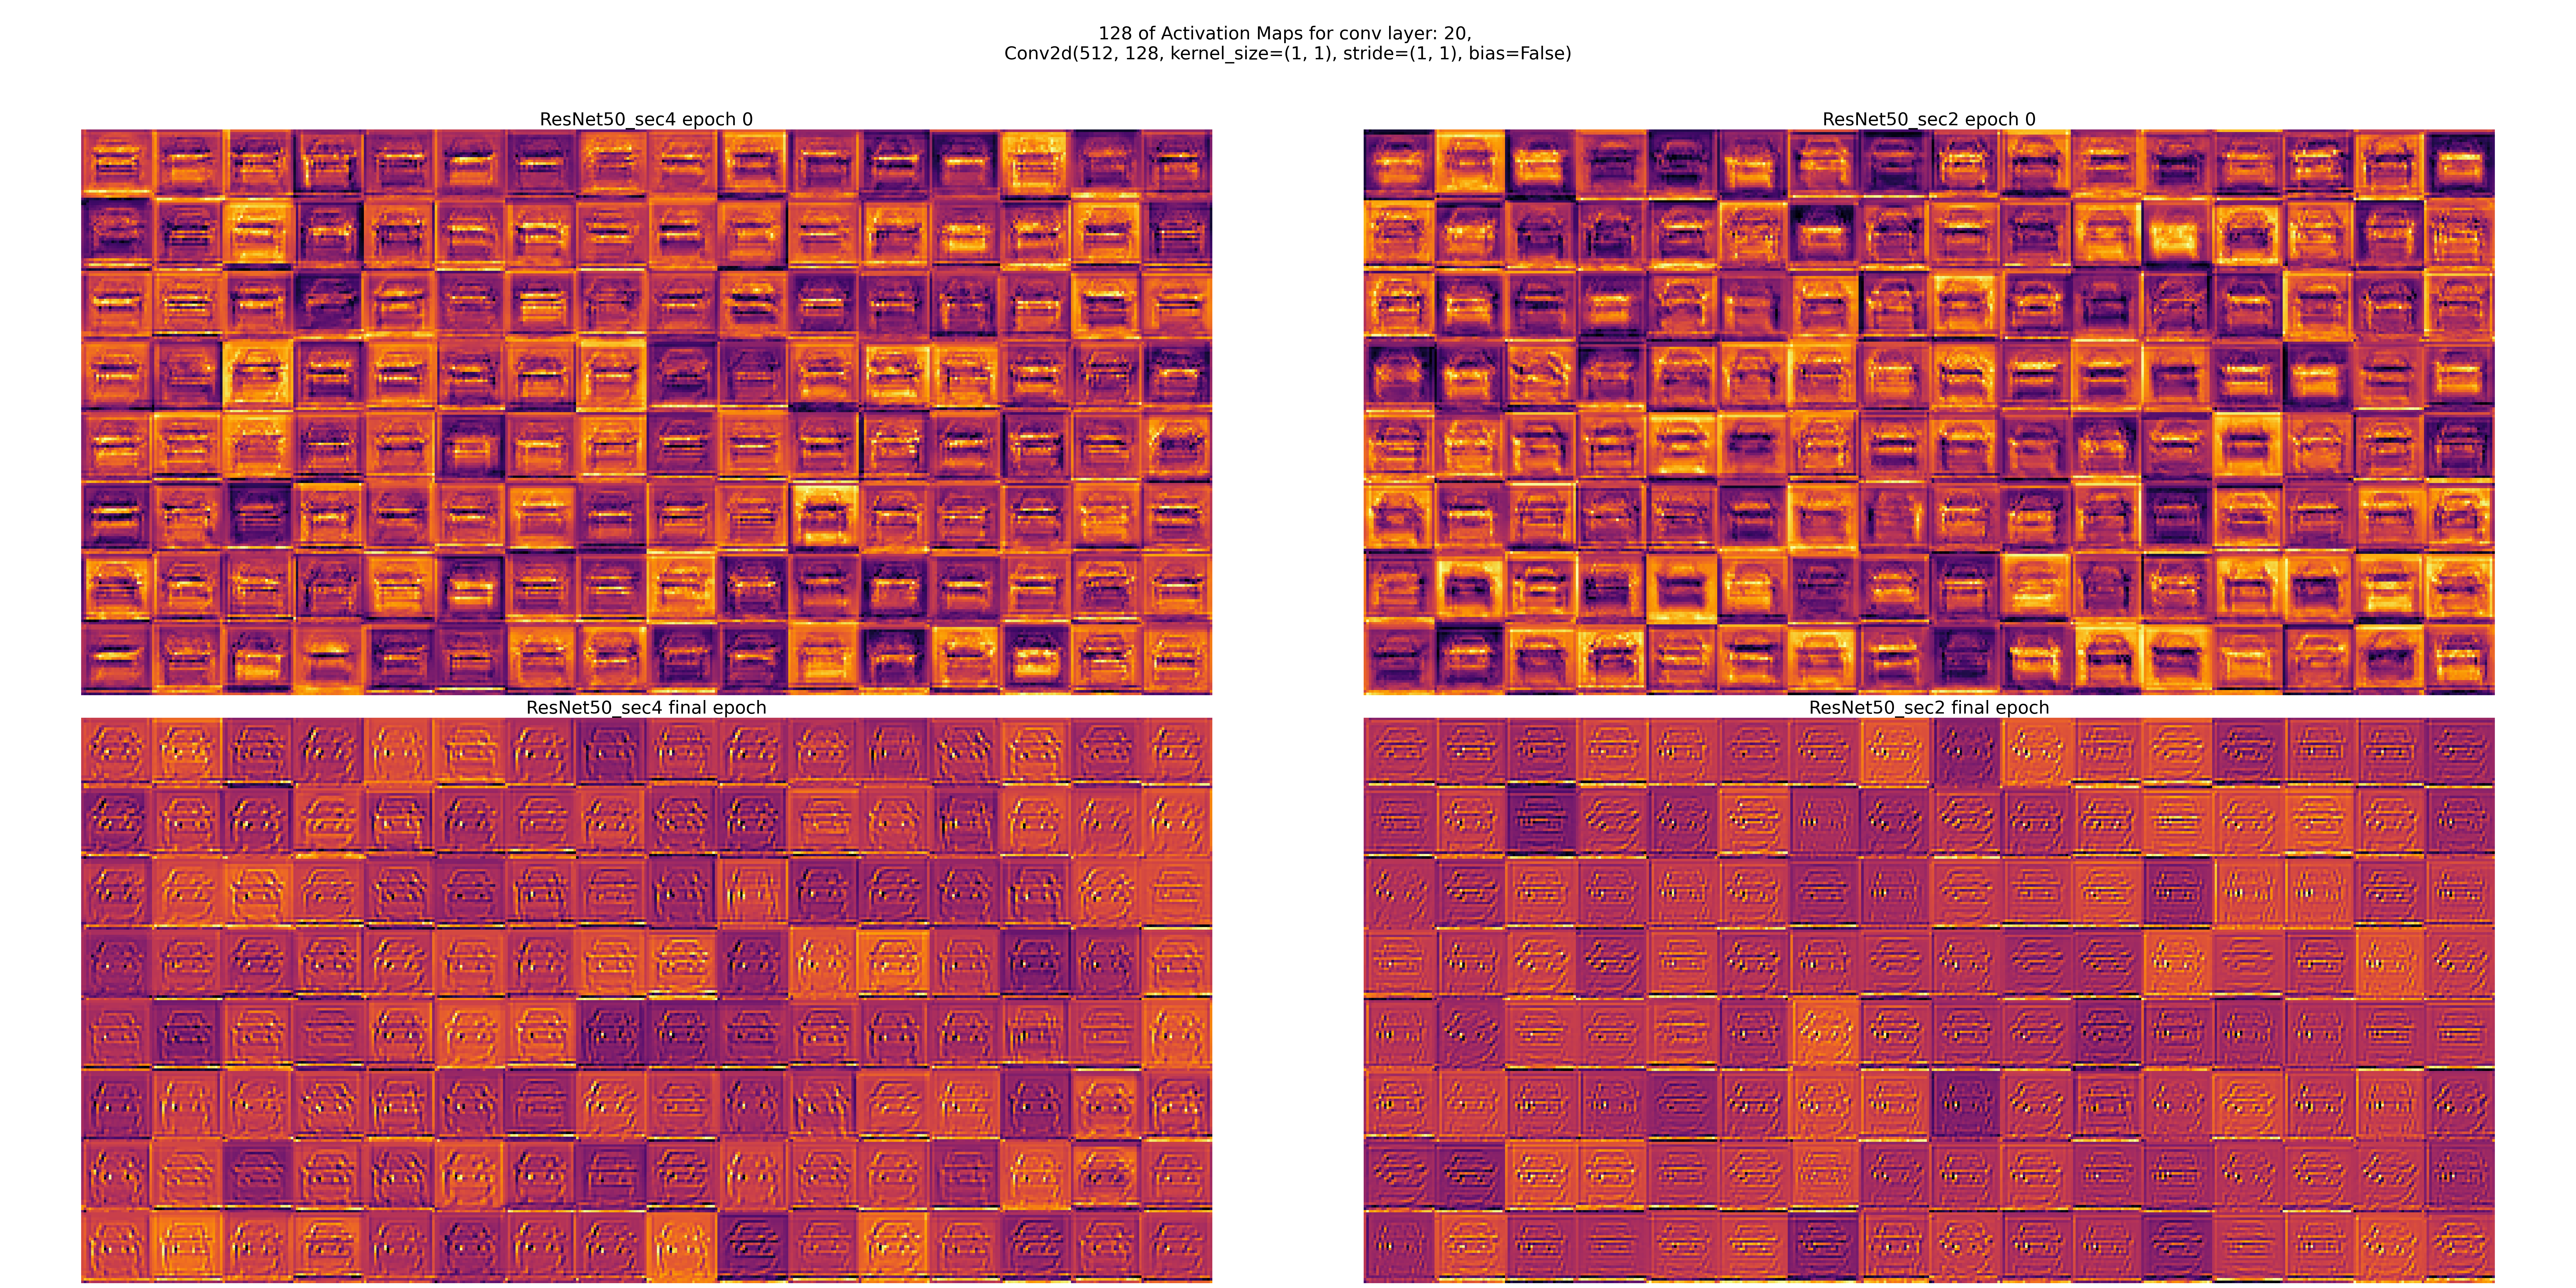 128 of Activation Maps for conv layer: 20,
Conv2d(512, 128, kernel_size=(1, 1), stride=(1, 1), bias=False)
ResNet50_sec4 epoch 0
ResNet50_sec2 epoch 0
ResNet50_sec4 final epoch
ResNet50_sec2 final epoch